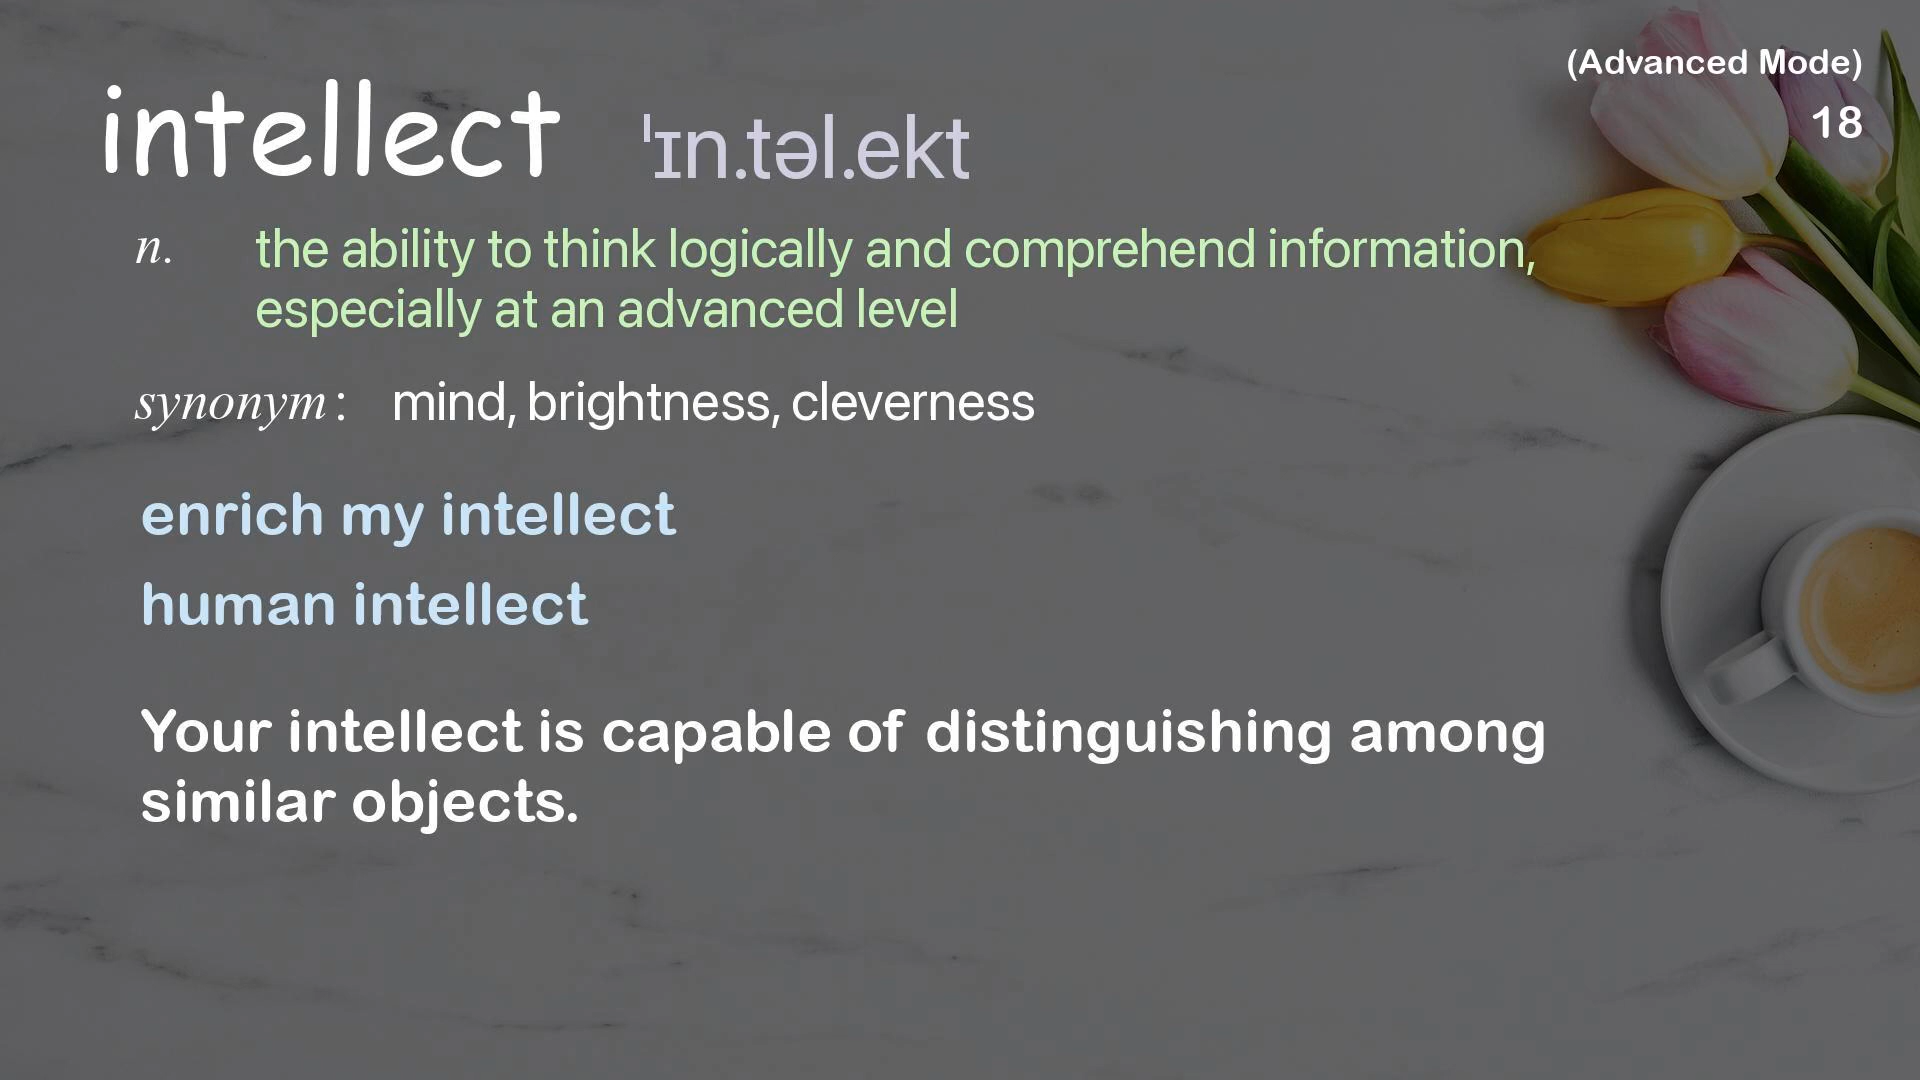 (Advanced Mode)
18
intellect ˈɪn.təl.ekt
n. the ability to think logically and comprehend information,
especially at an advanced level
synonym: mind, brightness, cleverness
enrich my intellect
human intellect
Your intellect is capable of distinguishing among
similar objects.